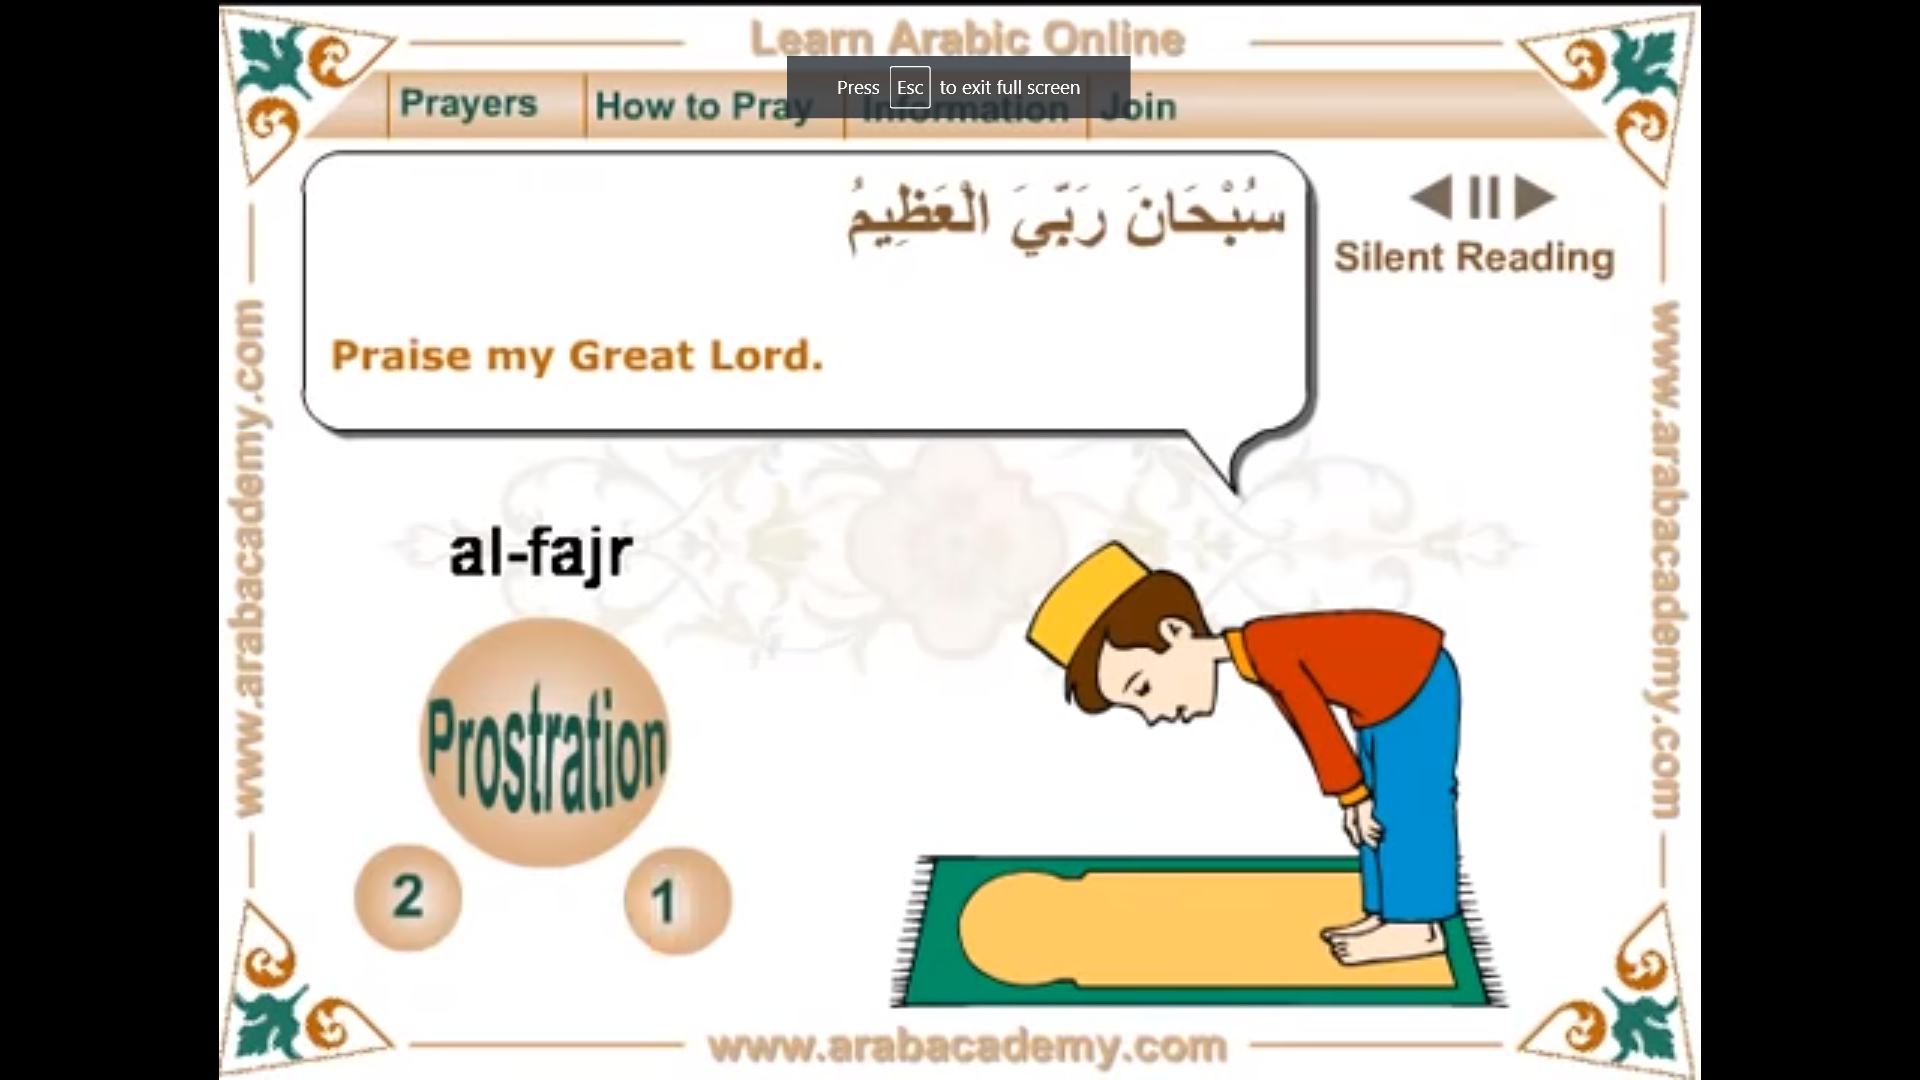 Learn Arabic Online
Press Esc to exit full screen
Prayers
How to Pray
Information
Join
سُبْحَانَ رَبِّيَ الْعَظِيمُ
Silent Reading
Praise my Great Lord.
al-fajr
Prostration
2
1
www.arabacademy.com
www.arabacademy.com
www.arabacademy.com